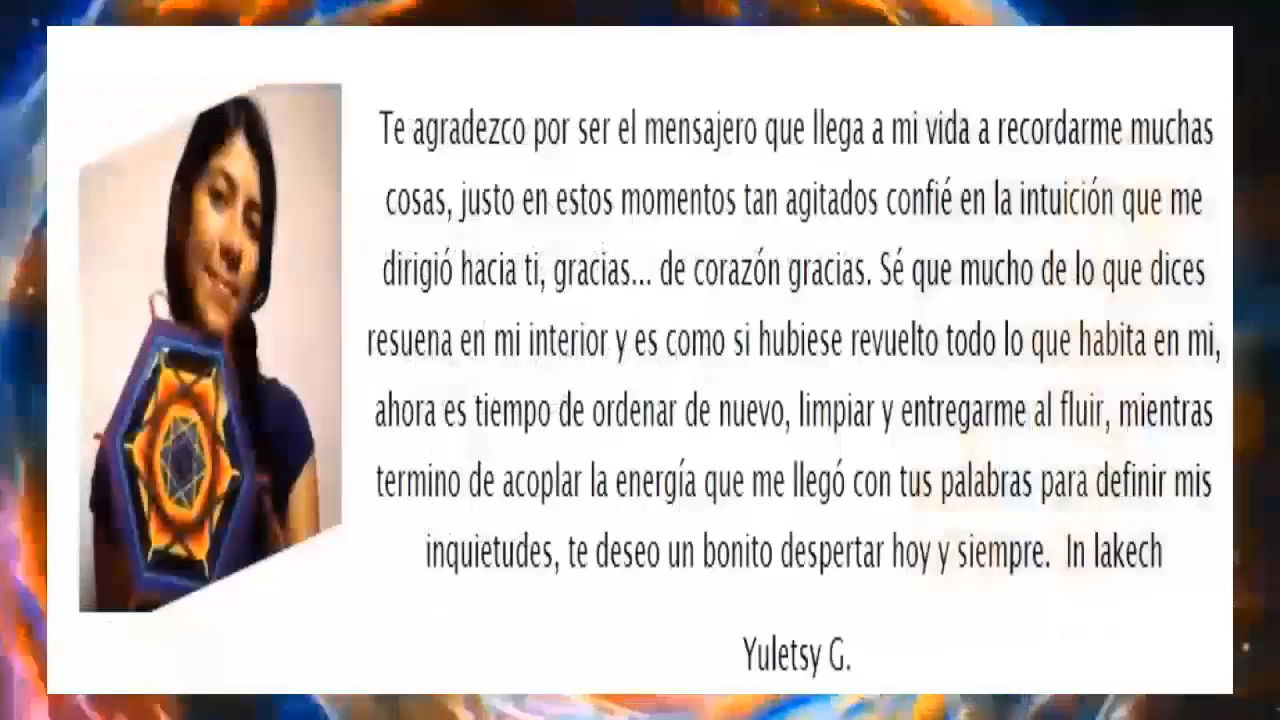 Te agradezco por ser el mensajero que llega a mi vida a recordarme muchas
cosas, justo en estos momentos tan agitados confié en la intuición que me
dirigió hacia ti, gracias... de corazón gracias. Sé que mucho de lo que dices
resuena en mi interior y es como si hubiese revuelto todo lo que habita en mi,
ahora es tiempo de ordenar de nuevo, limpiar y entregarme al fluir, mientras
termino de acoplar la energía que me llegó con tus palabras para definir mis
inquietudes, te deseo un bonito despertar hoy y siempre.  In lakech
Yuletsy G.